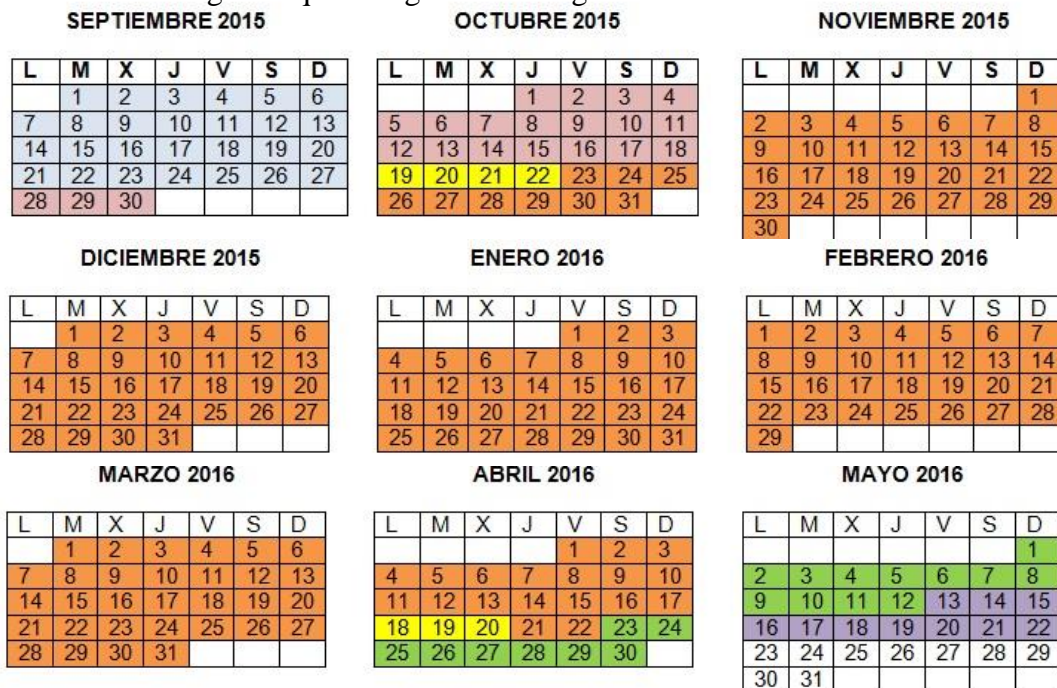 SEPTIEMBRE 2015
L M X J V S D
1 2 3 4 5 6
7 8 9 10 11 12 13
14 15 16 17 18 19 20
21 22 23 24 25 26 27
28 29 30
OCTUBRE 2015
L M X J V S D
1 2 3 4
5 6 7 8 9 10 11
12 13 14 15 16 17 18
19 20 21 22 23 24 25
26 27 28 29 30 31
NOVIEMBRE 2015
L M X J V S D
1
2 3 4 5 6 7 8
9 10 11 12 13 14 15
16 17 18 19 20 21 22
23 24 25 26 27 28 29
30
DICIEMBRE 2015
L M X J V S D
1 2 3 4 5 6
7 8 9 10 11 12 13
14 15 16 17 18 19 20
21 22 23 24 25 26 27
28 29 30 31
ENERO 2016
L M X J V S D
1 2 3
4 5 6 7 8 9 10
11 12 13 14 15 16 17
18 19 20 21 22 23 24
25 26 27 28 29 30 31
FEBRERO 2016
L M X J V S D
1 2 3 4 5 6 7
8 9 10 11 12 13 14
15 16 17 18 19 20 21
22 23 24 25 26 27 28
29
MARZO 2016
L M X J V S D
1 2 3 4 5 6
7 8 9 10 11 12 13
14 15 16 17 18 19 20
21 22 23 24 25 26 27
28 29 30 31
ABRIL 2016
L M X J V S D
1 2 3
4 5 6 7 8 9 10
11 12 13 14 15 16 17
18 19 20 21 22 23 24
25 26 27 28 29 30
MAYO 2016
L M X J V S D
1
2 3 4 5 6 7 8
9 10 11 12 13 14 15
16 17 18 19 20 21 22
23 24 25 26 27 28 29
30 31